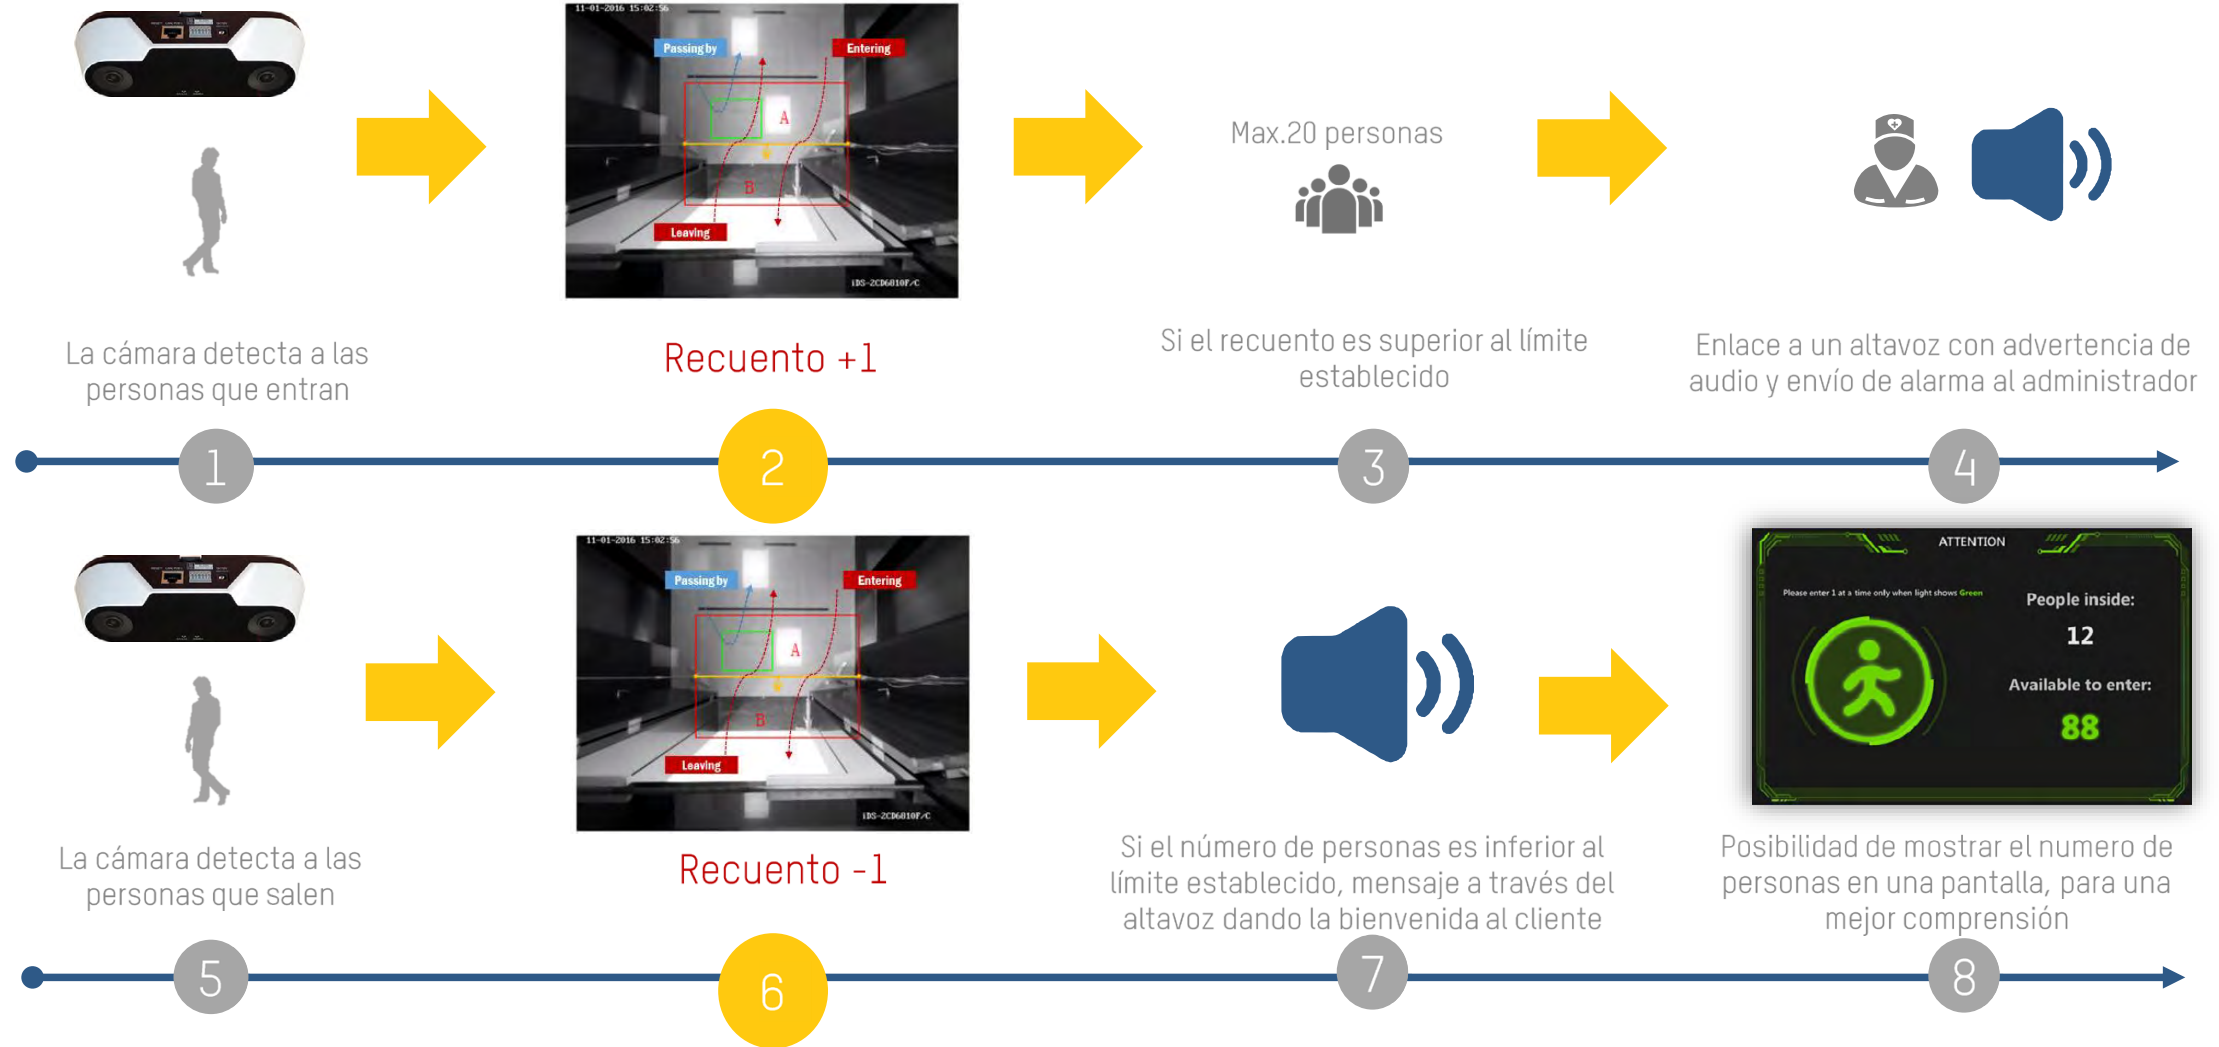 11-01-2016 15:02:56
Passing by
Entering
A
B
Leaving
iDS-2CD6810F/C
Max.20 personas
La cámara detecta a las
personas que entran
Recuento +1
Si el recuento es superior al límite
establecido
Enlace a un altavoz con advertencia de
audio y envío de alarma al administrador
1
2
3
4
11-01-2016 15:02:56
Passing by
Entering
A
B
Leaving
iDS-2CD6810F/C
ATTENTION
Please enter 1 at a time only when light shows Green
People inside:
12
Available to enter:
88
La cámara detecta a las
personas que salen
Recuento -1
Si el número de personas es inferior al
límite establecido, mensaje a través del
altavoz dando la bienvenida al cliente
Posibilidad de mostrar el numero de
personas en una pantalla, para una
mejor comprensión
5
6
7
8